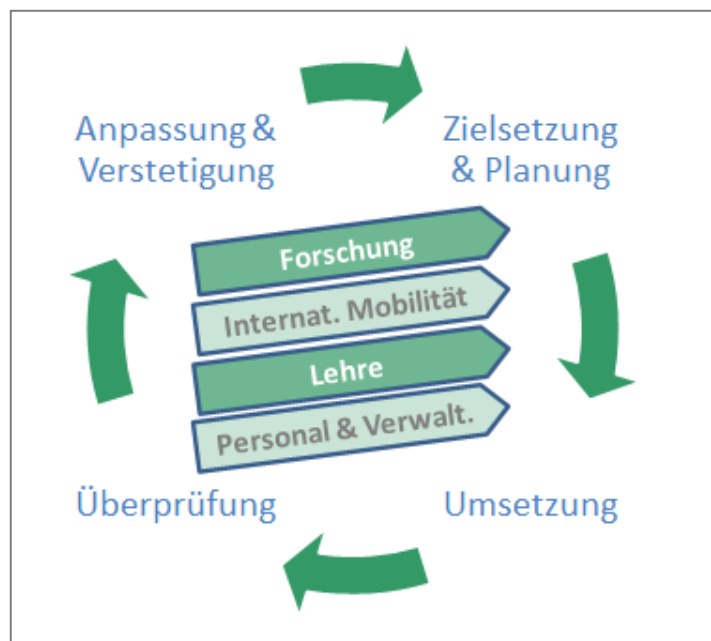 Anpassung &
Verstetigung
Zielsetzung
& Planung
Forschung
Internat. Mobilität
Lehre
Personal & Verwalt.
Überprüfung
Umsetzung